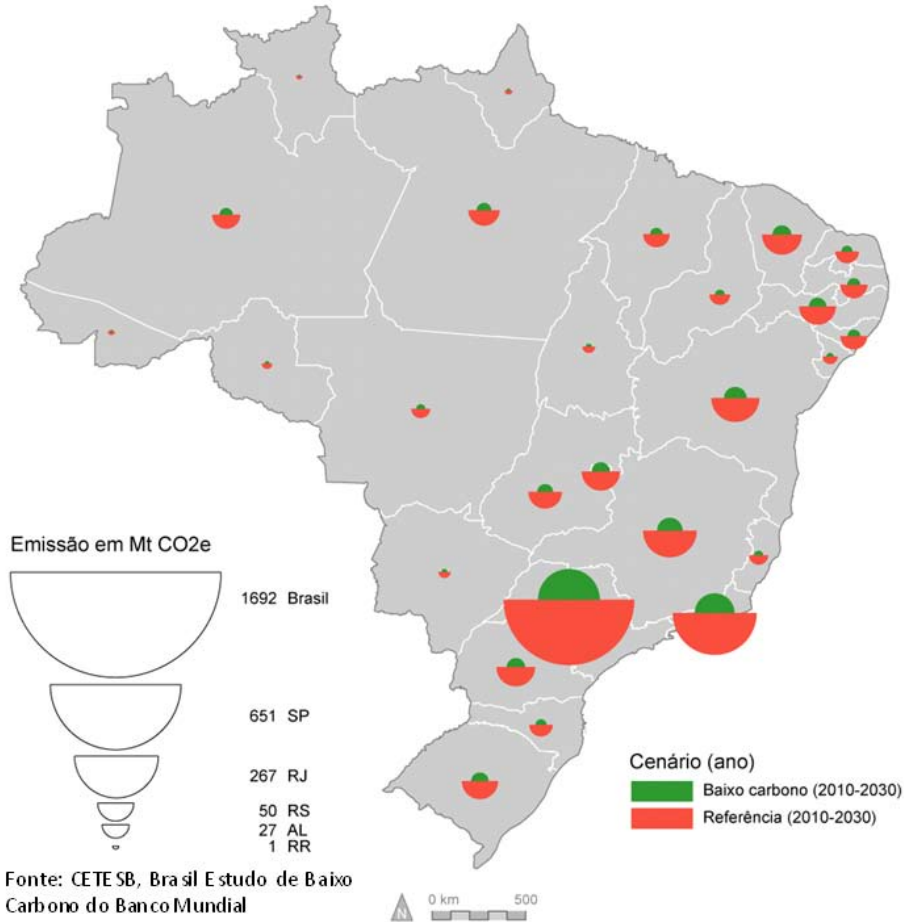 Emissão em Mt CO2e
1692 Brasil
651 SP
267 RJ
50 RS
27 AL
1 RR
Cenário (ano)
Baixo carbono (2010-2030)
Referência (2010-2030)
Fonte: CETESB, Brasil Estudo de Baixo
Carbono do Banco Mundial
N
0 km 500